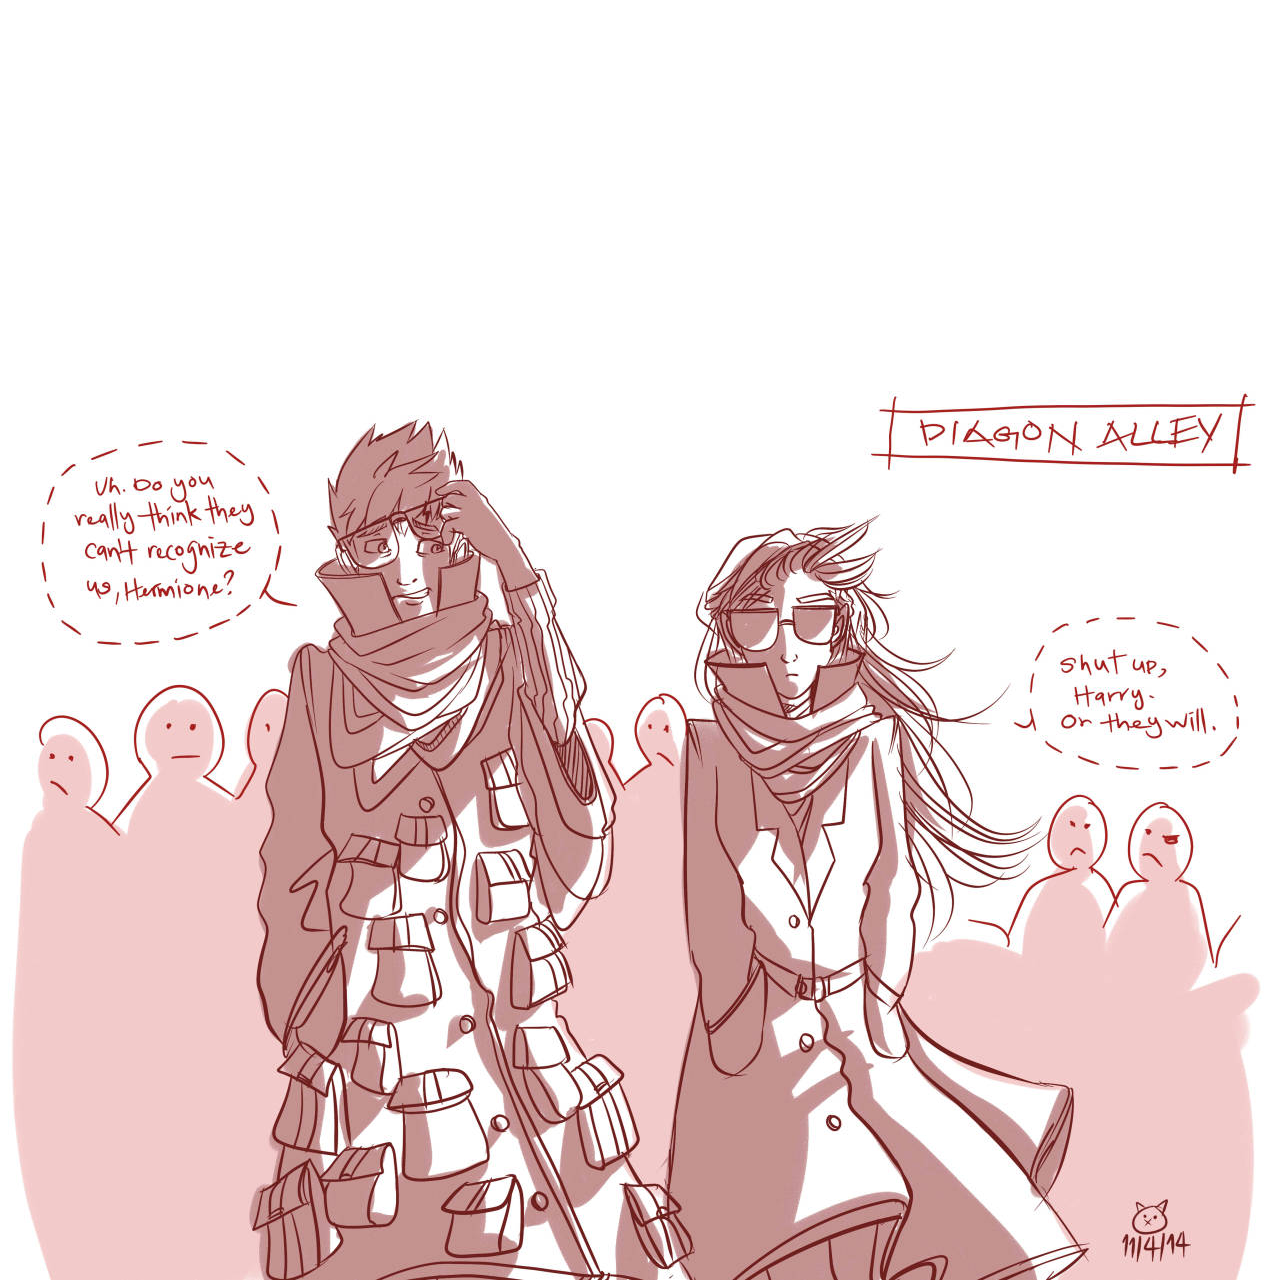 DIAGON ALLEY
Uh. Do you
really think they
can't recognize
us, Hermione?
Shut up,
Harry.
Or they will.
11/4/14